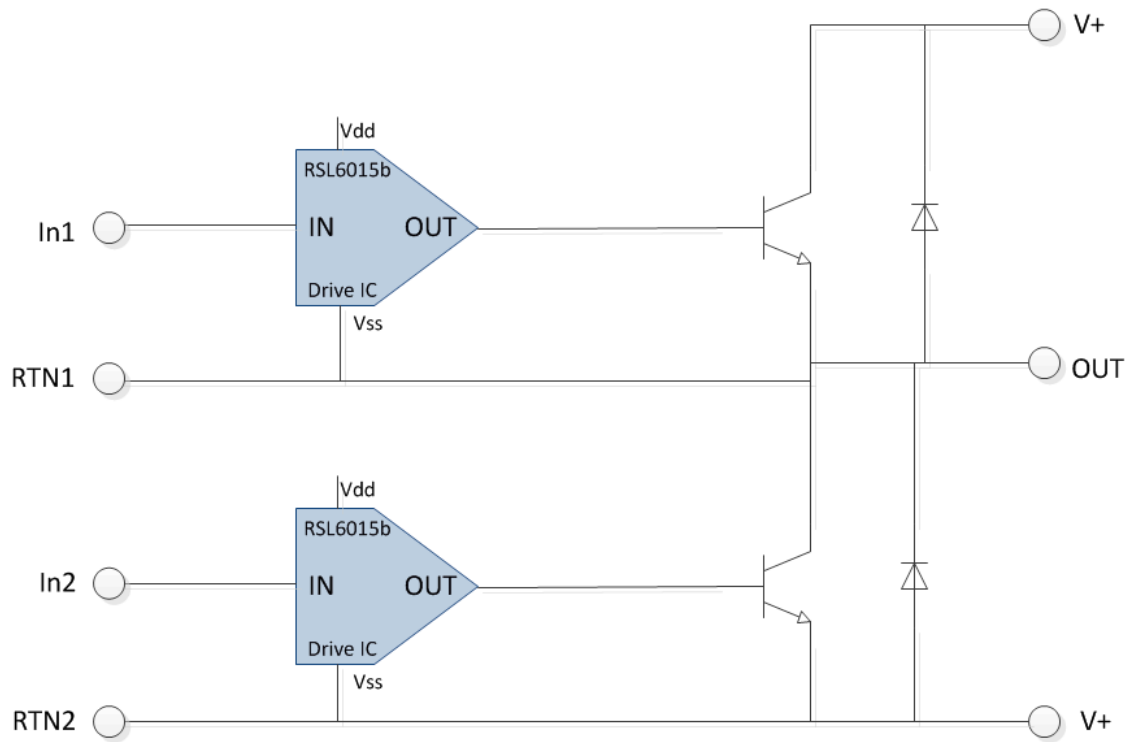 V+
Vdd
RSL6015b
In1
IN OUT
Drive IC
Vss
RTN1
OUT
Vdd
RSL6015b
In2
IN OUT
Drive IC
Vss
RTN2
V+